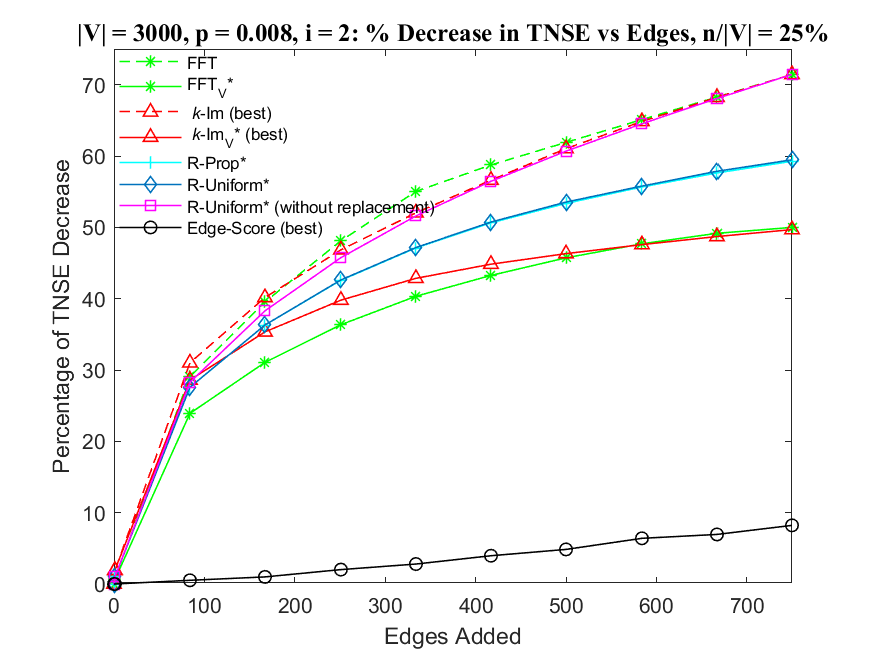 |V| = 3000, p = 0.008, i = 2: % Decrease in TNSE vs Edges, n/|V| = 25%
FFT
FFT_V*
k-Im (best)
k-Im_V* (best)
R-Prop*
R-Uniform*
R-Uniform* (without replacement)
Edge-Score (best)
Percentage of TNSE Decrease
70
60
50
40
30
20
10
0
0 100 200 300 400 500 600 700
Edges Added